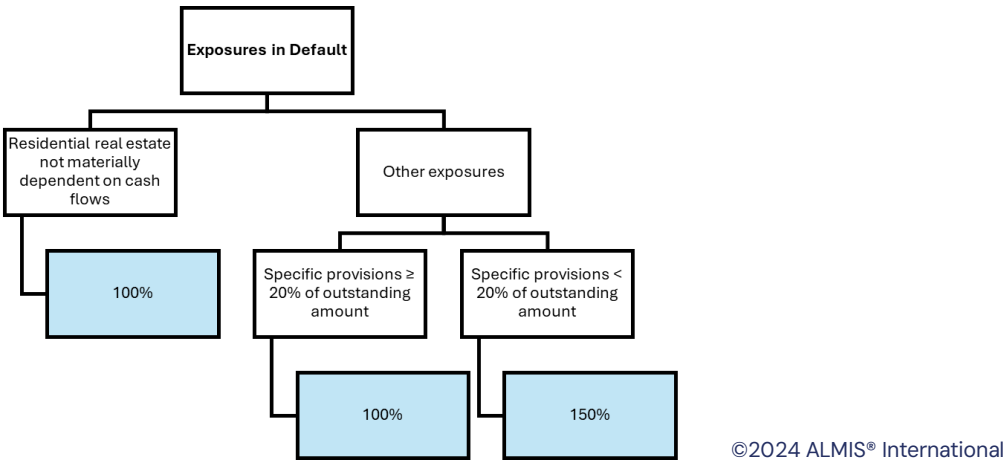 Exposures in Default
Residential real estate
not materially
dependent on cash
flows
Other exposures
100%
Specific provisions ≥
20% of outstanding
amount
Specific provisions <
20% of outstanding
amount
100%
150%
©2024 ALMIS® International